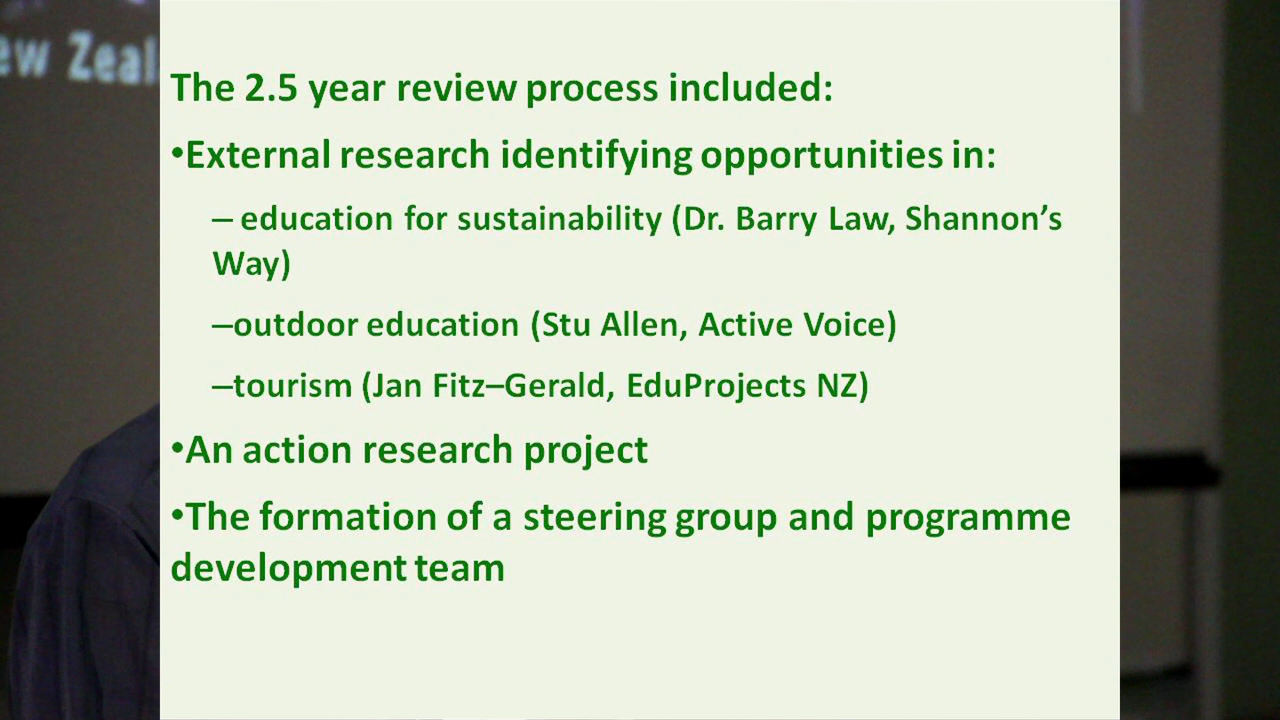 ew Zeal
The 2.5 year review process included:
•External research identifying opportunities in:
– education for sustainability (Dr. Barry Law, Shannon’s
Way)
–outdoor education (Stu Allen, Active Voice)
–tourism (Jan Fitz–Gerald, EduProjects NZ)
•An action research project
•The formation of a steering group and programme
development team